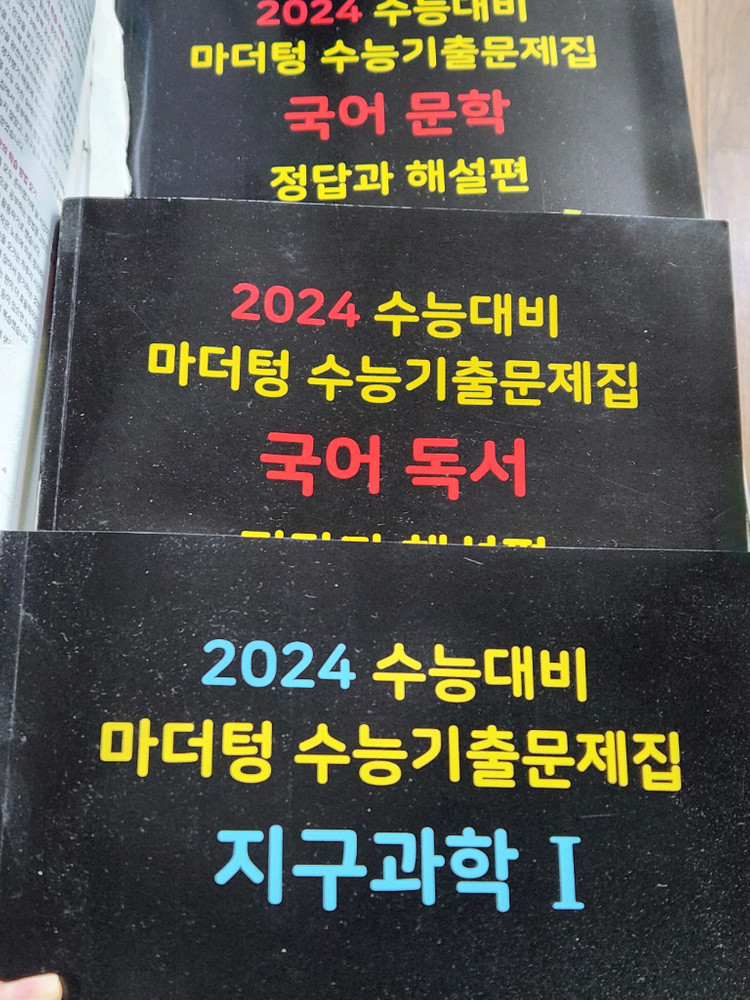 2024 수능대비
마더텅 수능기출문제집
국어 문학
정답과 해설편
2024 수능대비
마더텅 수능기출문제집
국어 독서
2024 수능대비
마더텅 수능기출문제집
지구과학 I